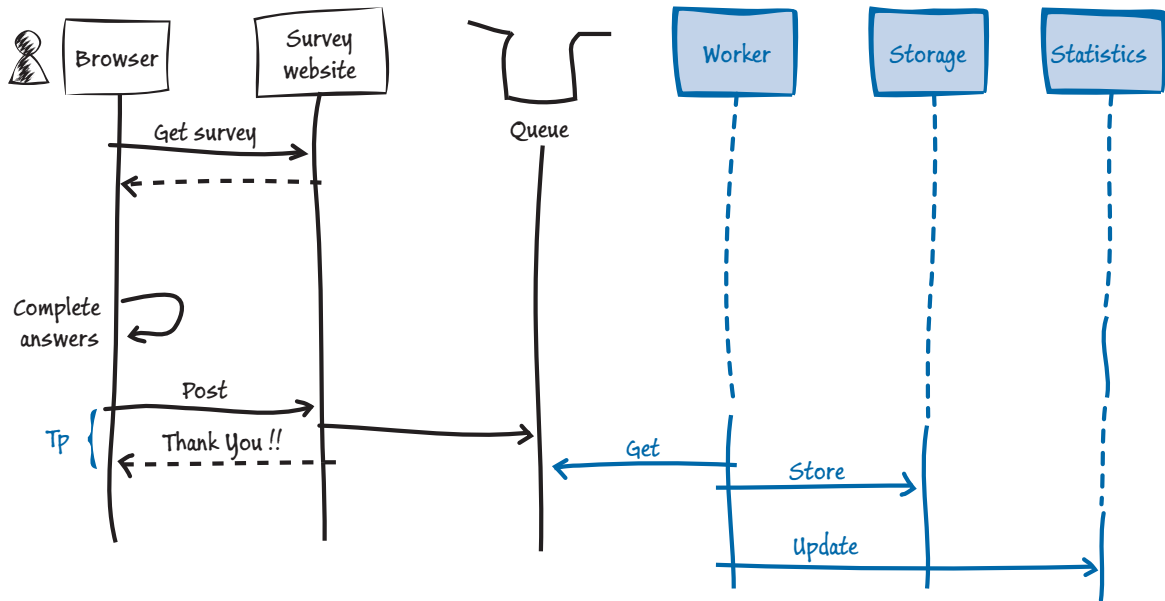 Browser
Survey
website
Queue
Worker
Storage
Statistics
Get survey
Complete
answers
Post
Tp
Thank You !!
Get
Store
Update